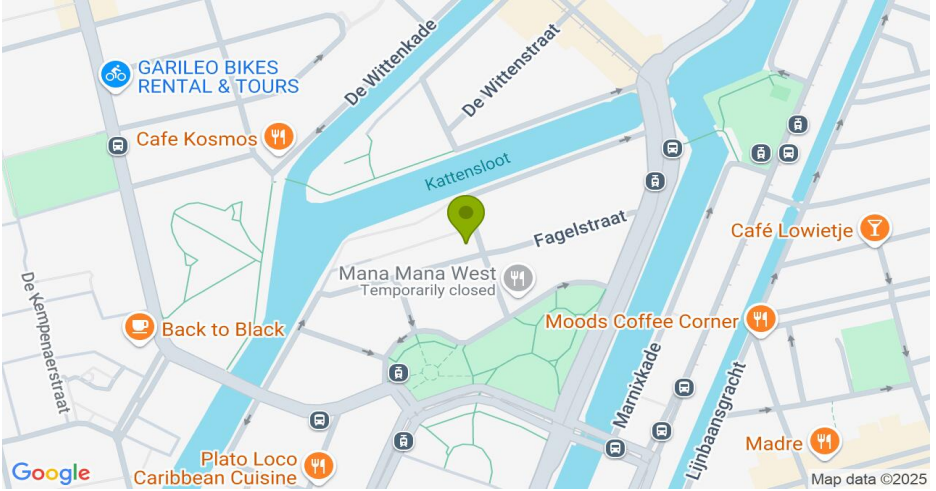 De Wittenkade
De Wittenstraat
GARILEO BIKES
RENTAL & TOURS
Cafe Kosmos
Kattensloot
Fagelstraat
Café Lowietje
Mana Mana West
Temporarily closed
De Kempenaerstraat
Back to Black
Moods Coffee Corner
Marnixkade
Lijnbaansgracht
Madre
Plato Loco
Caribbean Cuisine
Google
Map data ©2025